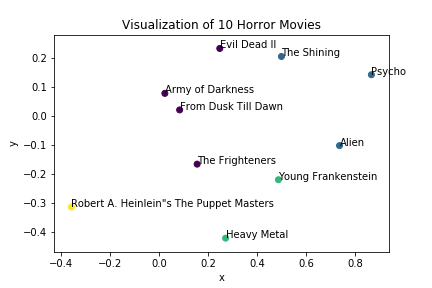 Visualization of 10 Horror Movies
Evil Dead II
The Shining
Psycho
Army of Darkness
From Dusk Till Dawn
Alien
The Frighteners
Young Frankenstein
Robert A. Heinlein"s The Puppet Masters
Heavy Metal
y
0.2
0.1
0.0
−0.1
−0.2
−0.3
−0.4
−0.4 −0.2 0.0 0.2 0.4 0.6 0.8
x